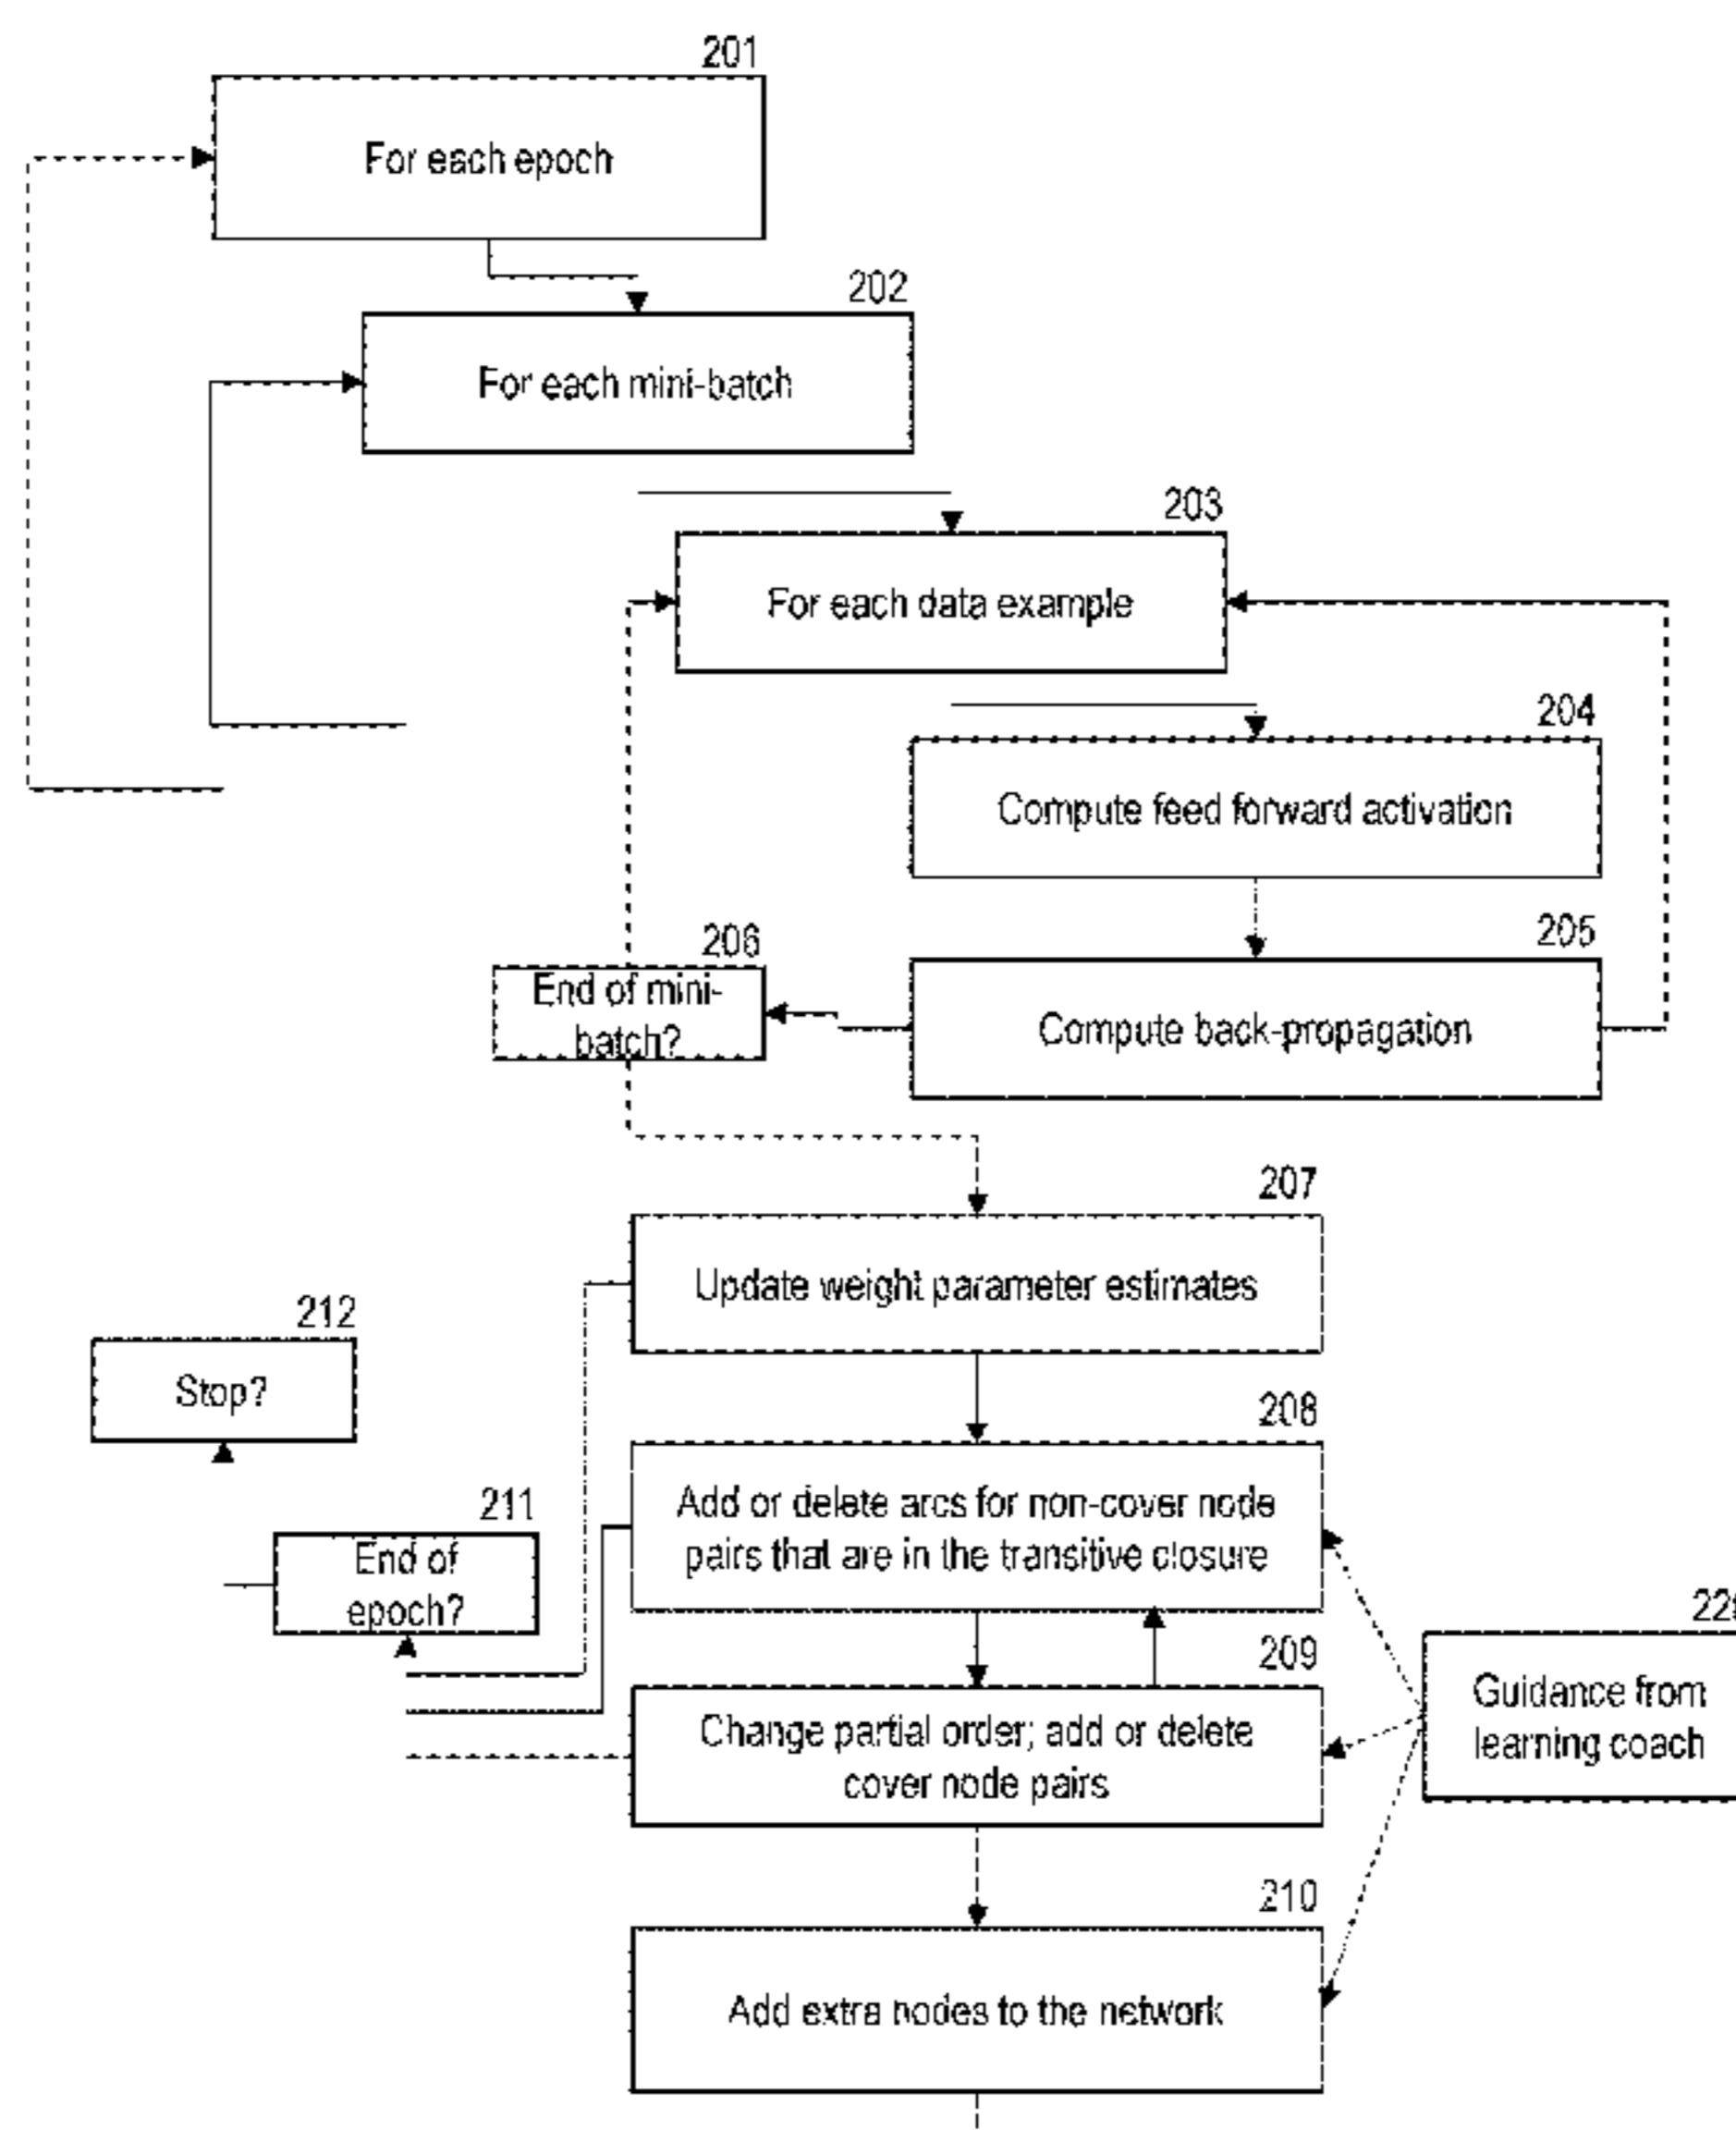 201
For each epoch
202
For each mini-batch
203
For each data example
204
Compute feed forward activation
206
End of mini-
batch?
205
Compute back-propagation
207
Update weight parameter estimates
212
Stop?
208
Add or delete arcs for non-cover node
pairs that are in the transitive closure
211
End of
epoch?
209
Change partial order; add or delete
cover node pairs
Guidance from
learning coach
210
Add extra nodes to the network